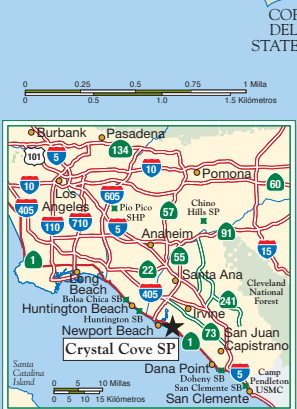 COR
DEL
STATE
0 0.25 0.5 0.75 1 Milla
0 0.5 1.0 1.5 Kilómetros
Burbank
Pasadena
5
134
101
10
Pomona
10
60
Los
Angeles
605
Pio Pico
SHP
57
Chino
Hills SP
405
110
710
5
Anaheim
91
15
1
55
22
Long
Beach
Santa Ana
Cleveland
National
Forest
405
Bolsa Chica SB
241
Huntington Beach
Huntington SB
Irvine
Newport Beach
73
1
Crystal Cove SP
San Juan
Capistrano
Santa
Catalina
Island
Dana Point
Doheny SB
San Clemente SB
5
Camp
Pendleton
USMC
San Clemente
0 5 10 Millas
0 5 10 15 Kilómetros